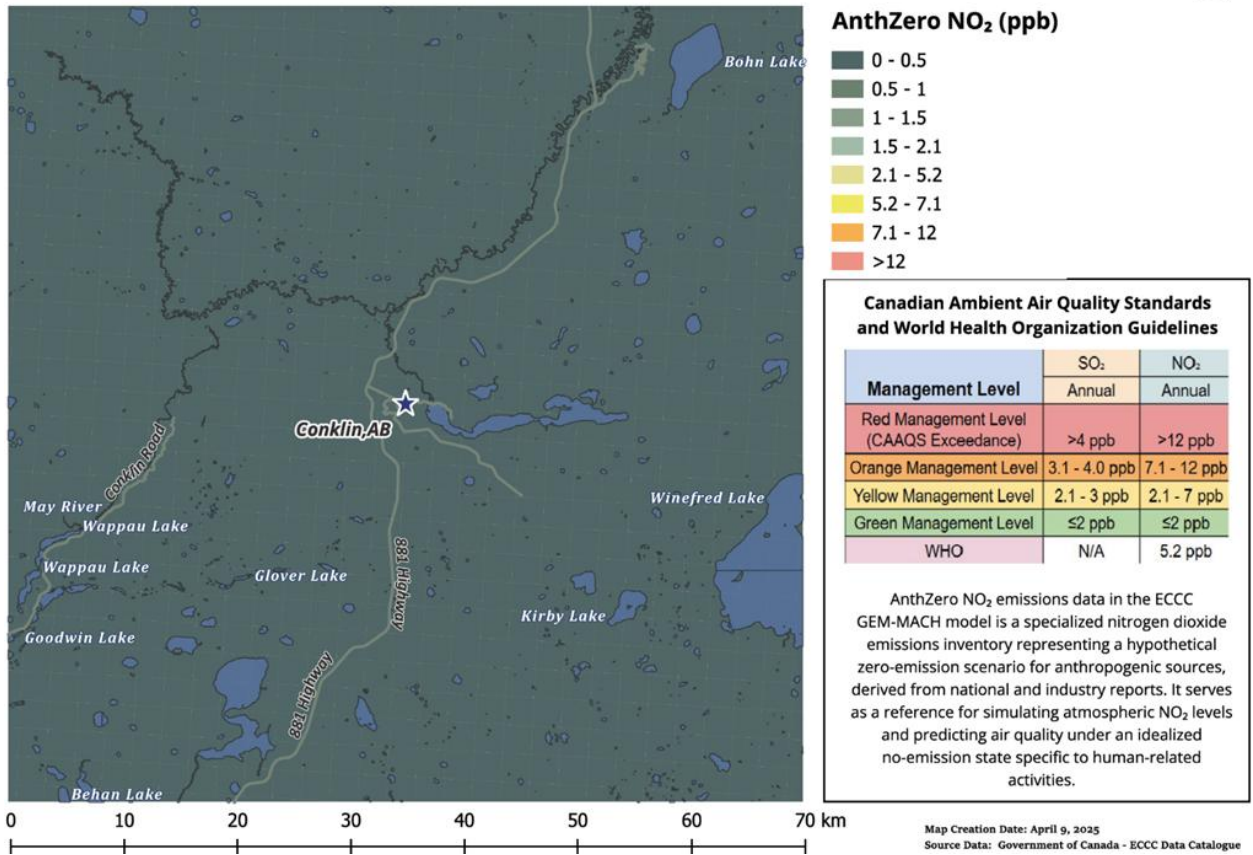 AnthZero NO₂ (ppb)
0 - 0.5
0.5 - 1
1 - 1.5
1.5 - 2.1
2.1 - 5.2
5.2 - 7.1
7.1 - 12
>12
Bohn Lake
Conklin,AB
Conklin Road
May River
Wappau Lake
Wappau Lake
Goodwin Lake
Glover Lake
881 Highway
881 Highway
Winefred Lake
Kirby Lake
Behan Lake
0 10 20 30 40 50 60 70 km
Canadian Ambient Air Quality Standards
and World Health Organization Guidelines
SO₂ NO₂
Management Level Annual Annual
Red Management Level
(CAAQS Exceedance) >4 ppb >12 ppb
Orange Management Level 3.1 - 4.0 ppb 7.1 - 12 ppb
Yellow Management Level 2.1 - 3 ppb 2.1 - 7 ppb
Green Management Level ≤2 ppb ≤2 ppb
WHO N/A 5.2 ppb
AnthZero NO₂ emissions data in the ECCC
GEM-MACH model is a specialized nitrogen dioxide
emissions inventory representing a hypothetical
zero-emission scenario for anthropogenic sources,
derived from national and industry reports. It serves
as a reference for simulating atmospheric NO₂ levels
and predicting air quality under an idealized
no-emission state specific to human-related
activities.
Map Creation Date: April 9, 2025
Source Data: Government of Canada - ECCC Data Catalogue